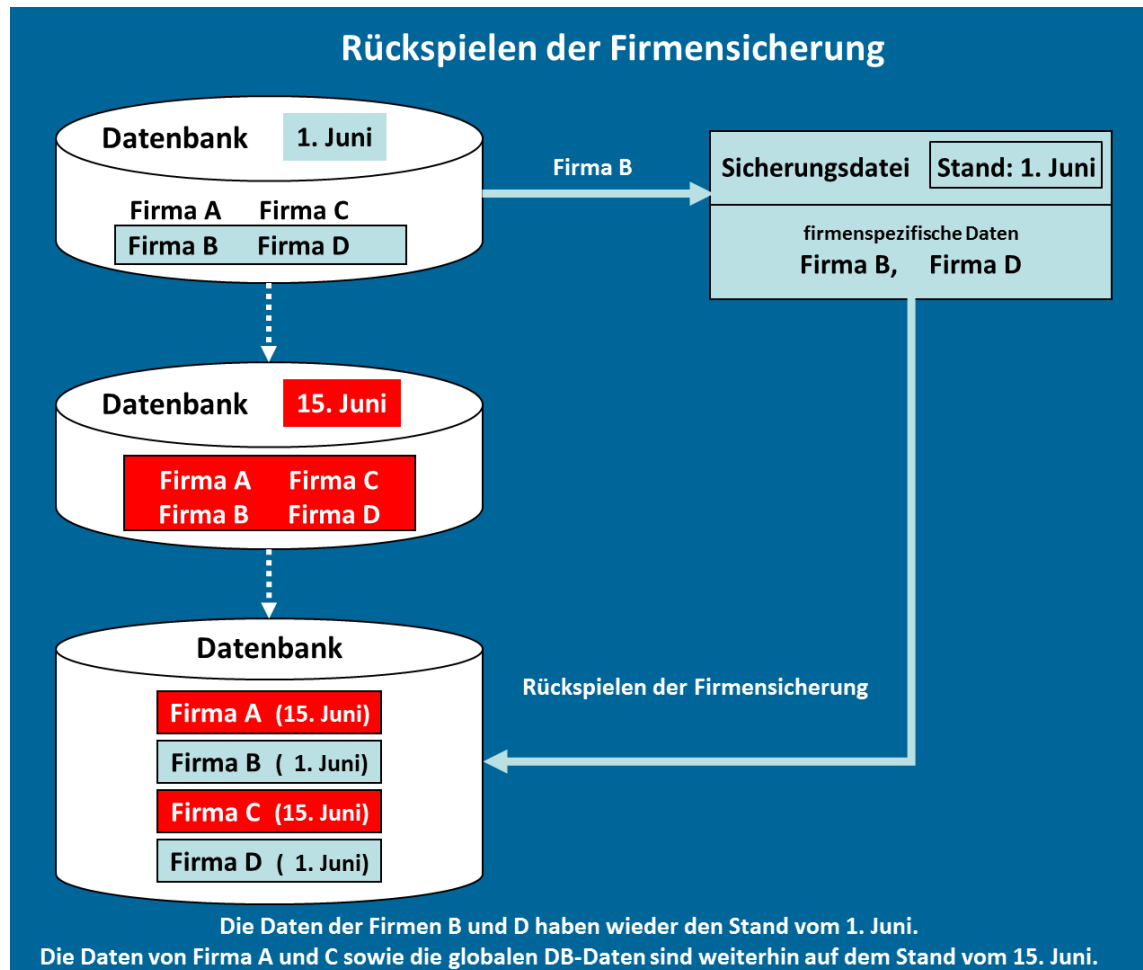 Rückspielen der Firmensicherung
Datenbank 1. Juni
Firma A Firma C
Firma B Firma D
Firma B
Sicherungsdatei Stand: 1. Juni
firmenspezifische Daten
Firma B, Firma D
Datenbank 15. Juni
Firma A Firma C
Firma B Firma D
Datenbank
Firma A (15. Juni)
Firma B ( 1. Juni)
Firma C (15. Juni)
Firma D ( 1. Juni)
Rückspielen der Firmensicherung
Die Daten der Firmen B und D haben wieder den Stand vom 1. Juni.
Die Daten von Firma A und C sowie die globalen DB-Daten sind weiterhin auf dem Stand vom 15. Juni.